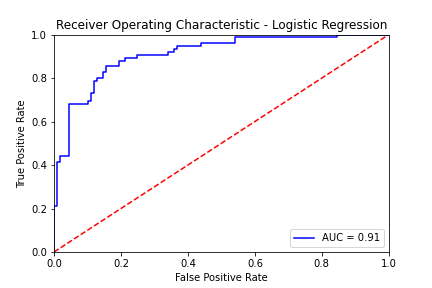 Receiver Operating Characteristic - Logistic Regression
1.0
0.8
0.6
0.4
0.2
0.0
True Positive Rate
AUC = 0.91
0.0 0.2 0.4 0.6 0.8 1.0
False Positive Rate